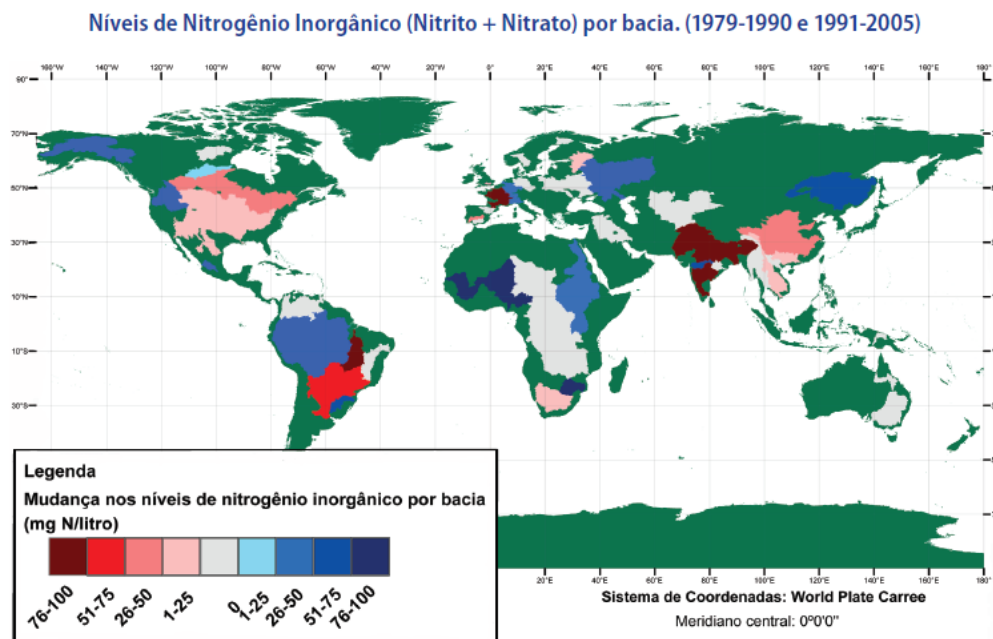 Níveis de Nitrogênio Inorgânico (Nitrito + Nitrato) por bacia. (1979-1990 e 1991-2005)
160°W 140°W 120°W 100°W 80°W 60°W 40°W 20°W 0° 20°E 40°E 60°E 80°E 100°E 120°E 140°E 160°E 180°
90°
70°N
50°N
30°N
10°N
10°S
30°S
Legenda
Mudança nos níveis de nitrogênio inorgânico por bacia
(mg N/litro)
76-100 51-75 26-50 1-25 0 1-25 26-50 51-75 76-100
20°E 40°E 60°E 80°E 100°E 120°E 140°E 160°E 180°
Sistema de Coordenadas: World Plate Carree
Meridiano central: 0º0'0"